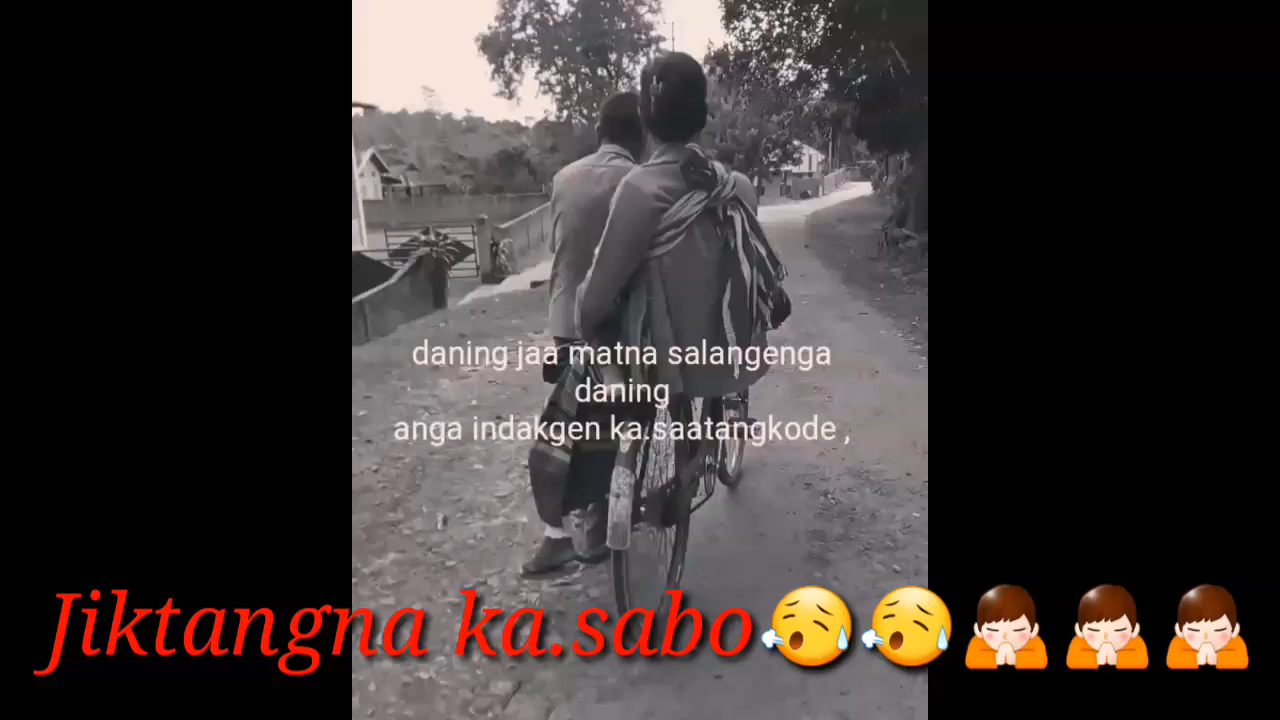 daning jaa matna salangenga
daning
anga indakgen ka.saatangkode ,
Jiktangna ka.sabo😥😥🙏🙏🙏